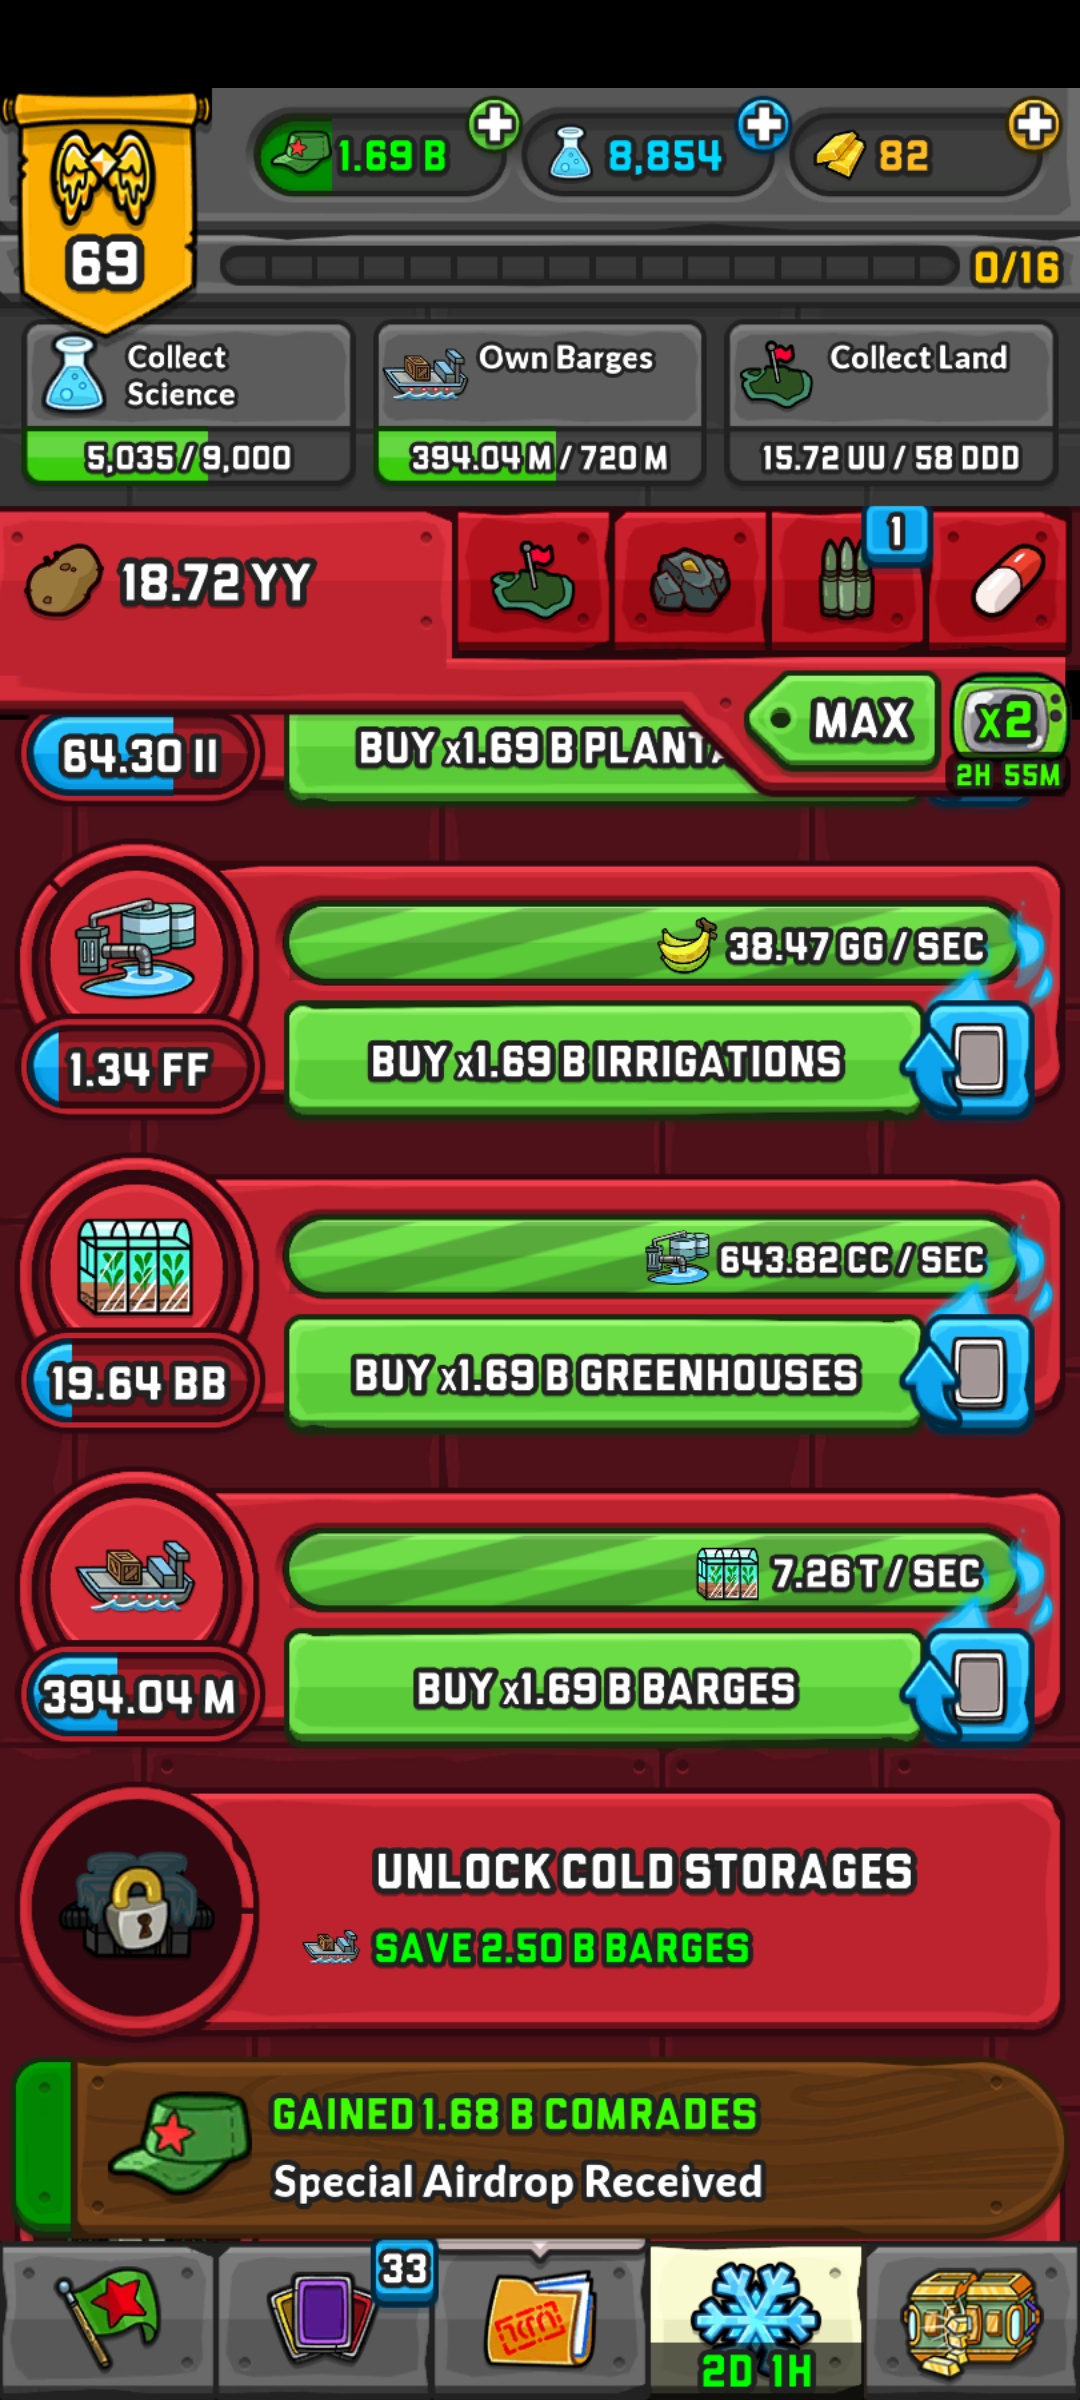 1.69 B
8,854
82
69
0/16
Collect
Science
5,035 / 9,000
Own Barges
394.04 M / 720 M
Collect Land
15.72 UU / 58 DDD
18.72 YY
1
MAX
x2
2H 55M
64.30 II
BUY x1.69 B
1.34 FF
38.47 GG / SEC
BUY x1.69 B IRRIGATIONS
19.64 BB
643.82 CC / SEC
BUY x1.69 B GREENHOUSES
394.04 M
7.26 T / SEC
BUY x1.69 B BARGES
UNLOCK COLD STORAGES
SAVE 2.50 B BARGES
GAINED 1.68 B COMRADES
Special Airdrop Received
33
2D 1H